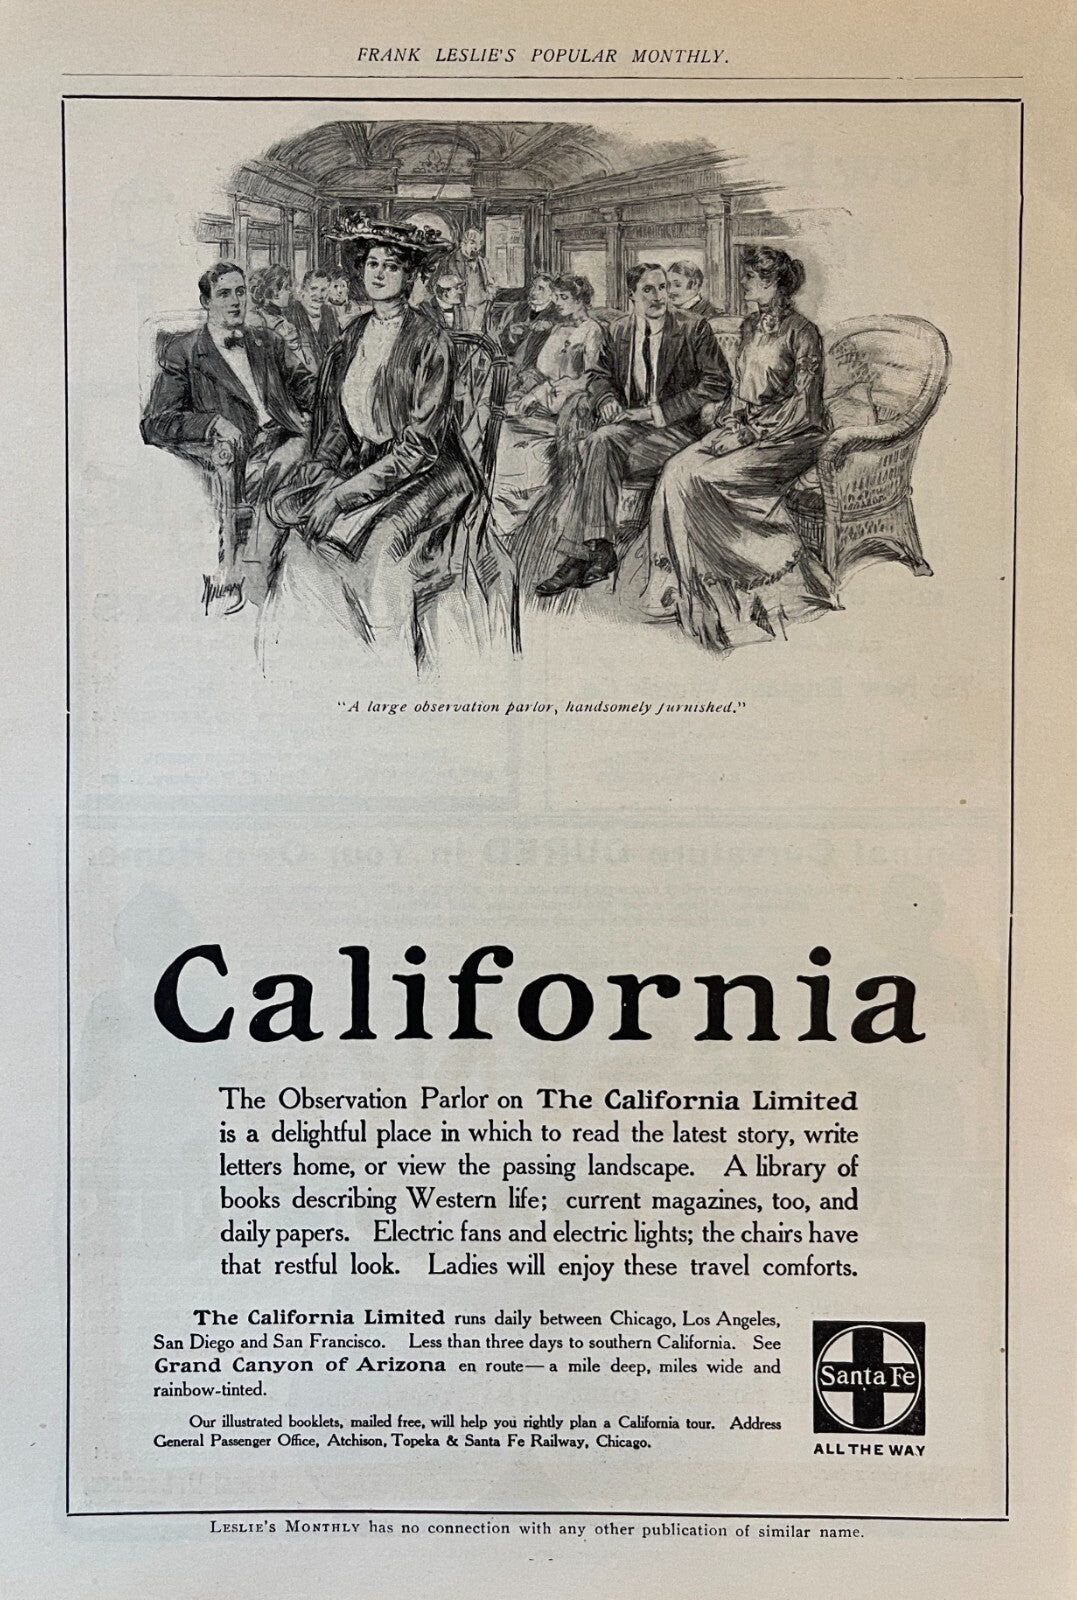 FRANK LESLIE'S POPULAR MONTHLY.
"A large observation parlor, handsomely furnished."
California
The Observation Parlor on The California Limited
is a delightful place in which to read the latest story, write
letters home, or view the passing landscape. A library of
books describing Western life; current magazines, too, and
daily papers. Electric fans and electric lights; the chairs have
that restful look. Ladies will enjoy these travel comforts.
The California Limited runs daily between Chicago, Los Angeles,
San Diego and San Francisco. Less than three days to southern California. See
Grand Canyon of Arizona en route—a mile deep, miles wide and
rainbow-tinted.
Our illustrated booklets, mailed free, will help you rightly plan a California tour. Address
General Passenger Office, Atchison, Topeka & Santa Fe Railway, Chicago.
Santa Fe
ALL THE WAY
LESLIE'S MONTHLY has no connection with any other publication of similar name.